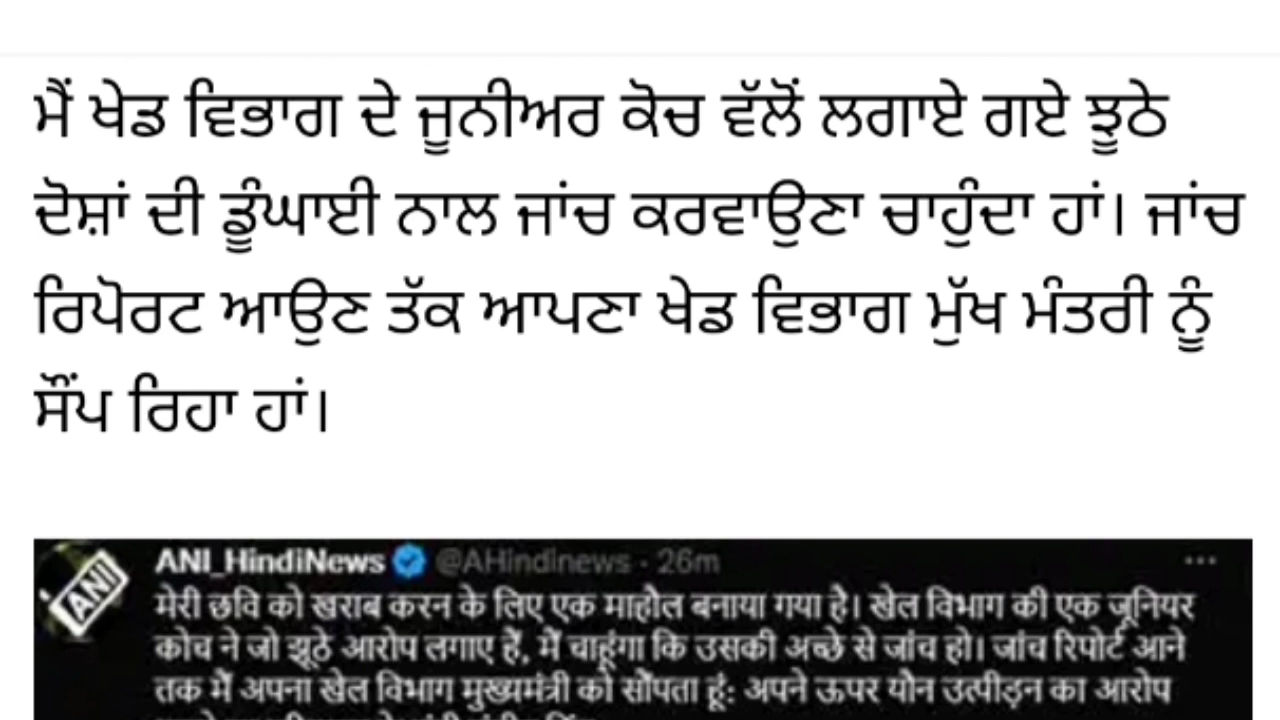 ਮੈਂ ਖੇਡ ਵਿਭਾਗ ਦੇ ਜੂਨੀਅਰ ਕੋਚ ਵੱਲੋਂ ਲਗਾਏ ਗਏ ਝੂਠੇ
ਦੋਸ਼ਾਂ ਦੀ ਡੂੰਘਾਈ ਨਾਲ ਜਾਂਚ ਕਰਵਾਉਣਾ ਚਾਹੁੰਦਾ ਹਾਂ। ਜਾਂਚ
ਰਿਪੋਰਟ ਆਉਣ ਤੱਕ ਆਪਣਾ ਖੇਡ ਵਿਭਾਗ ਮੁੱਖ ਮੰਤਰੀ ਨੂੰ
ਸੌਂਪ ਰਿਹਾ ਹਾਂ।
ANI
ANI_HindiNews @AHindinews · 26m
मेरी छवि को खराब करन के लिए एक माहौल बनाया गया है। खेल विभाग की एक जूनियर
कोच ने जो झूठे आरोप लगाए हैं, मैं चाहूंगा कि उसकी अच्छे से जांच हो। जांच रिपोर्ट आने
तक मैं अपना खेल विभाग मुख्यमंत्री को सौंपता हूं: अपने ऊपर यौन उत्पीड़न का आरोप